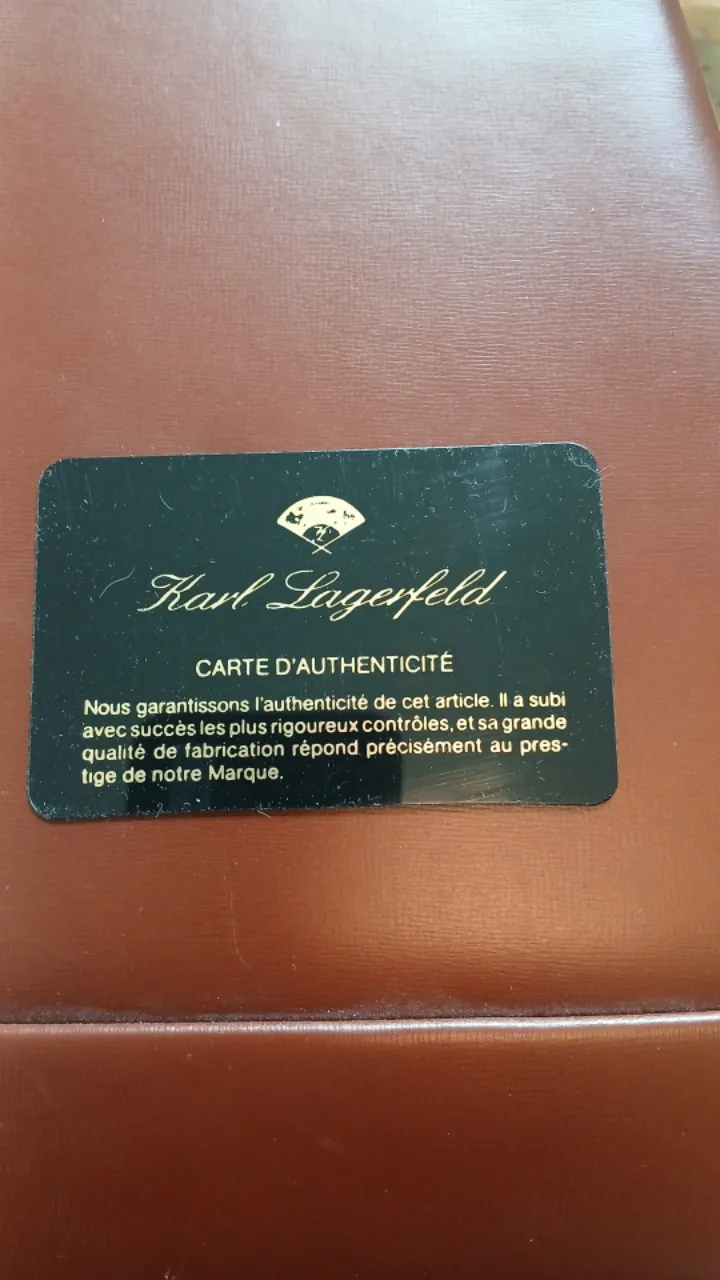 Karl Lagerfeld
CARTE D'AUTHENTICITÉ
Nous garantissons l'authenticité de cet article. Il a subi
avec succès les plus rigoureux contrôles, et sa grande
qualité de fabrication répond précisément au pres-
tige de notre Marque.